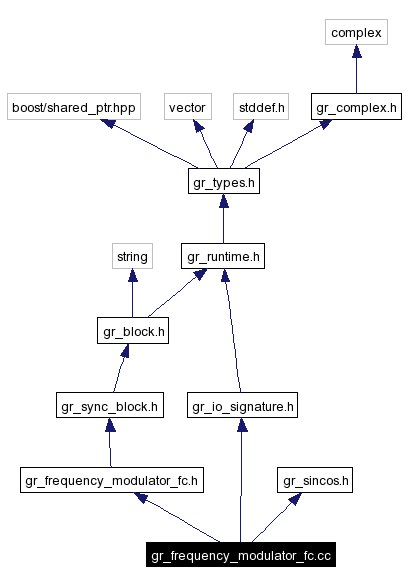 complex
boost/shared_ptr.hpp
vector
stddef.h
gr_complex.h
gr_types.h
string
gr_runtime.h
gr_block.h
gr_sync_block.h
gr_io_signature.h
gr_frequency_modulator_fc.h
gr_sincos.h
gr_frequency_modulator_fc.cc